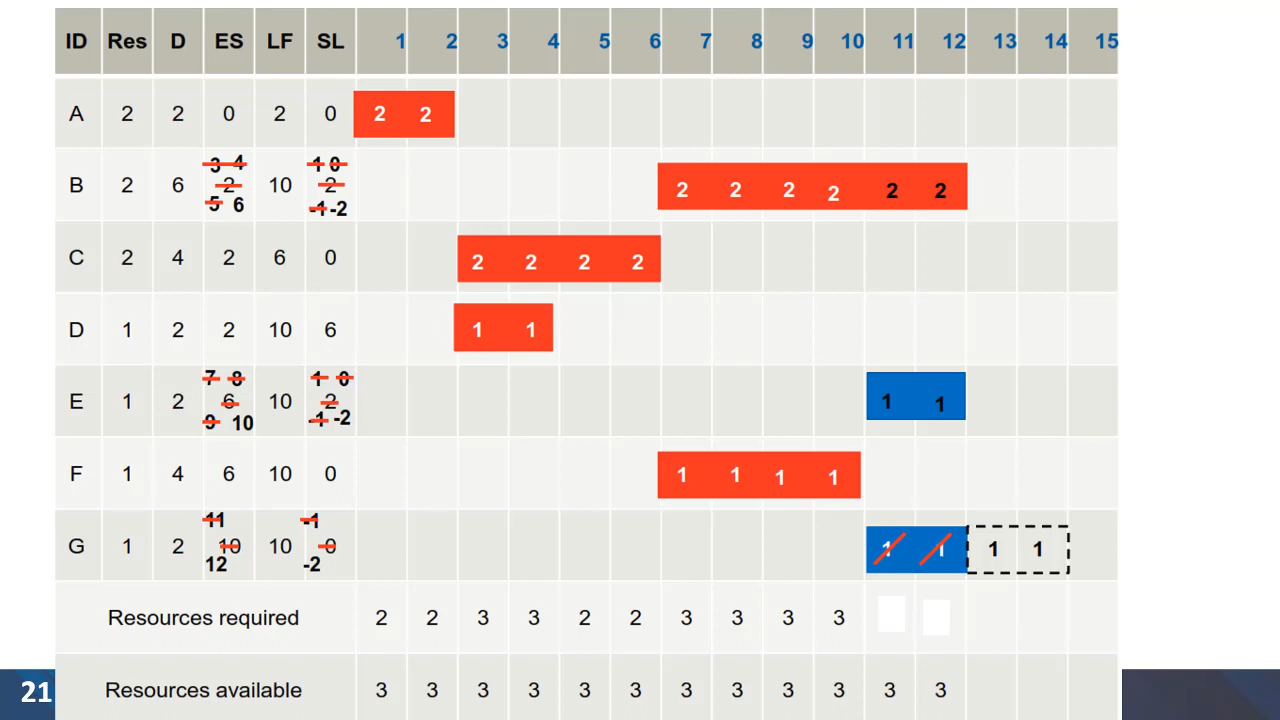 ID Res D ES LF SL 1 2 3 4 5 6 7 8 9 10 11 12 13 14 15
A 2 2 0 2 0 2 2
3 4 1 0
B 2 6 2 10 2 2 2 2 2 2 2
5 6 -1 -2
C 2 4 2 6 0 2 2 2 2
D 1 2 2 10 6 1 1
7 8 1 0
E 1 2 6 10 2 1 1
9 10 -1 -2
F 1 4 6 10 0 1 1 1 1
11 -1
G 1 2 10 10 0 1 1 1 1
12 -2
Resources required 2 2 3 3 2 2 3 3 3 3
21 Resources available 3 3 3 3 3 3 3 3 3 3 3 3